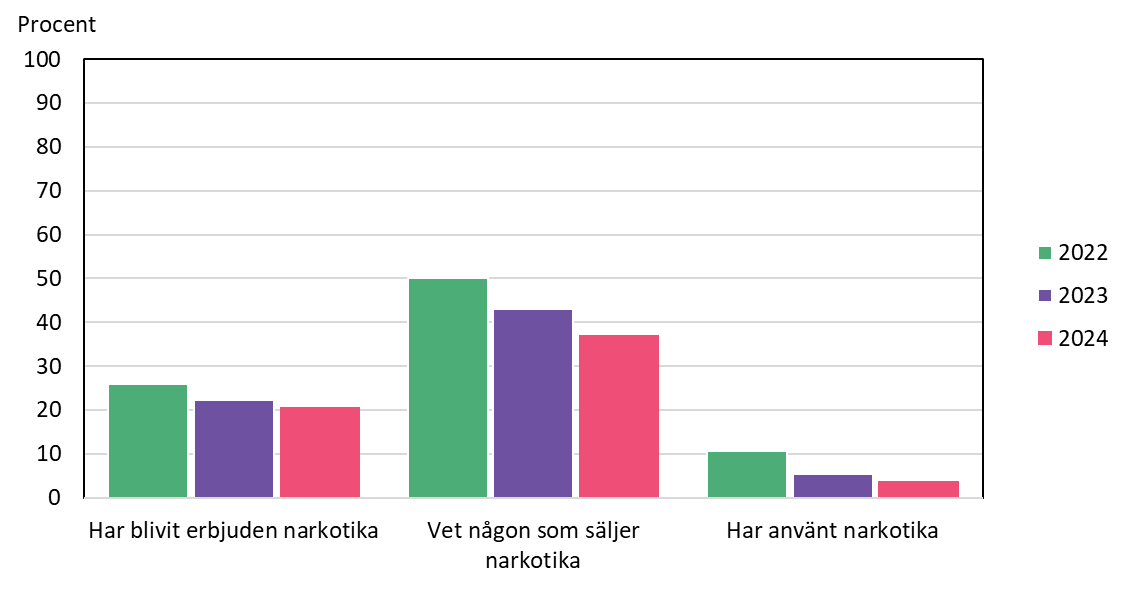 Procent
100
90
80
70
60
50
40
30
20
10
0
Har blivit erbjuden narkotika
Vet någon som säljer
narkotika
Har använt narkotika
2022
2023
2024